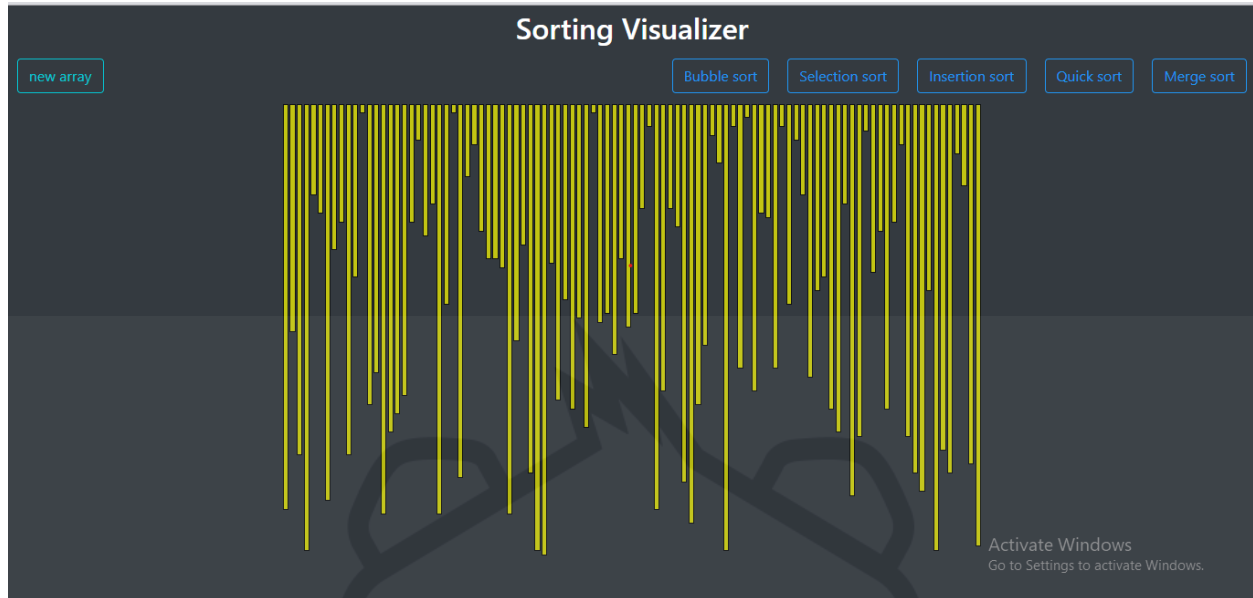 Sorting Visualizer
new array
Bubble sort
Selection sort
Insertion sort
Quick sort
Merge sort
Activate Windows
Go to Settings to activate Windows.